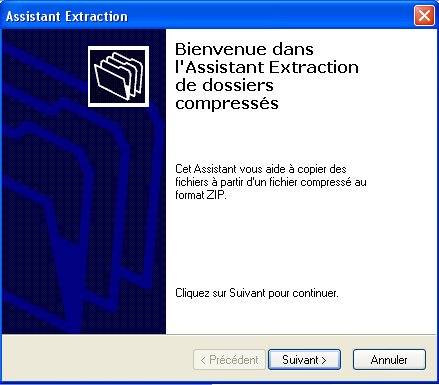 Assistant Extraction
Bienvenue dans
l'Assistant Extraction
de dossiers
compressés
Cet Assistant vous aide à copier des
fichiers à partir d'un fichier compressé au
format ZIP.
Cliquez sur Suivant pour continuer.
< Précédent
Suivant >
Annuler